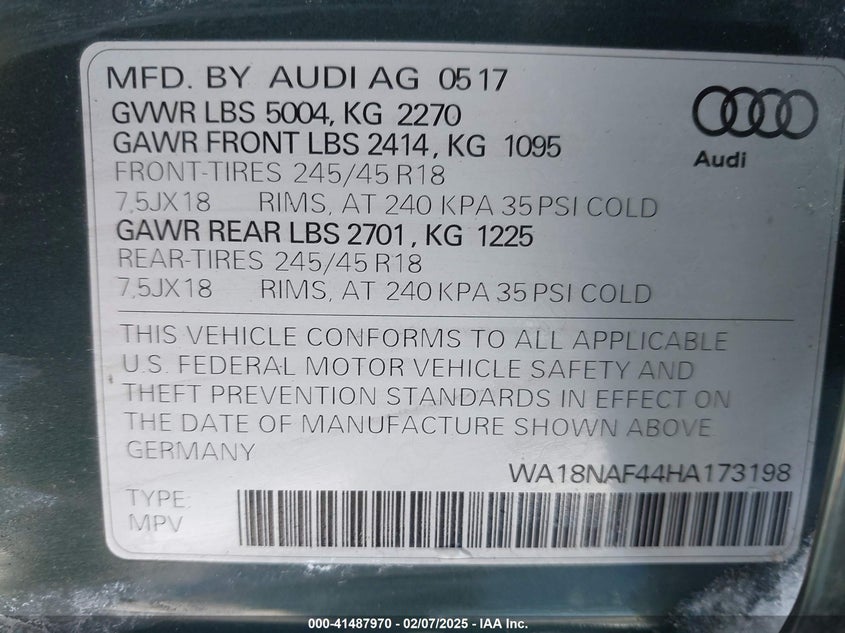 MFD. BY AUDI AG 05 17
GVWR LBS 5004, KG 2270
GAWR FRONT LBS 2414, KG 1095
FRONT-TIRES 245/45 R18
7,5JX18 RIMS, AT 240 KPA 35 PSI COLD
GAWR REAR LBS 2701, KG 1225
REAR-TIRES 245/45 R18
7,5JX18 RIMS, AT 240 KPA 35 PSI COLD
Audi
THIS VEHICLE CONFORMS TO ALL APPLICABLE
U.S. FEDERAL MOTOR VEHICLE SAFETY AND
THEFT PREVENTION STANDARDS IN EFFECT ON
THE DATE OF MANUFACTURE SHOWN ABOVE
GERMANY
WA18NAF44HA173198
TYPE:
MPV
000-41487970 - 02/07/2025 - IAA Inc.